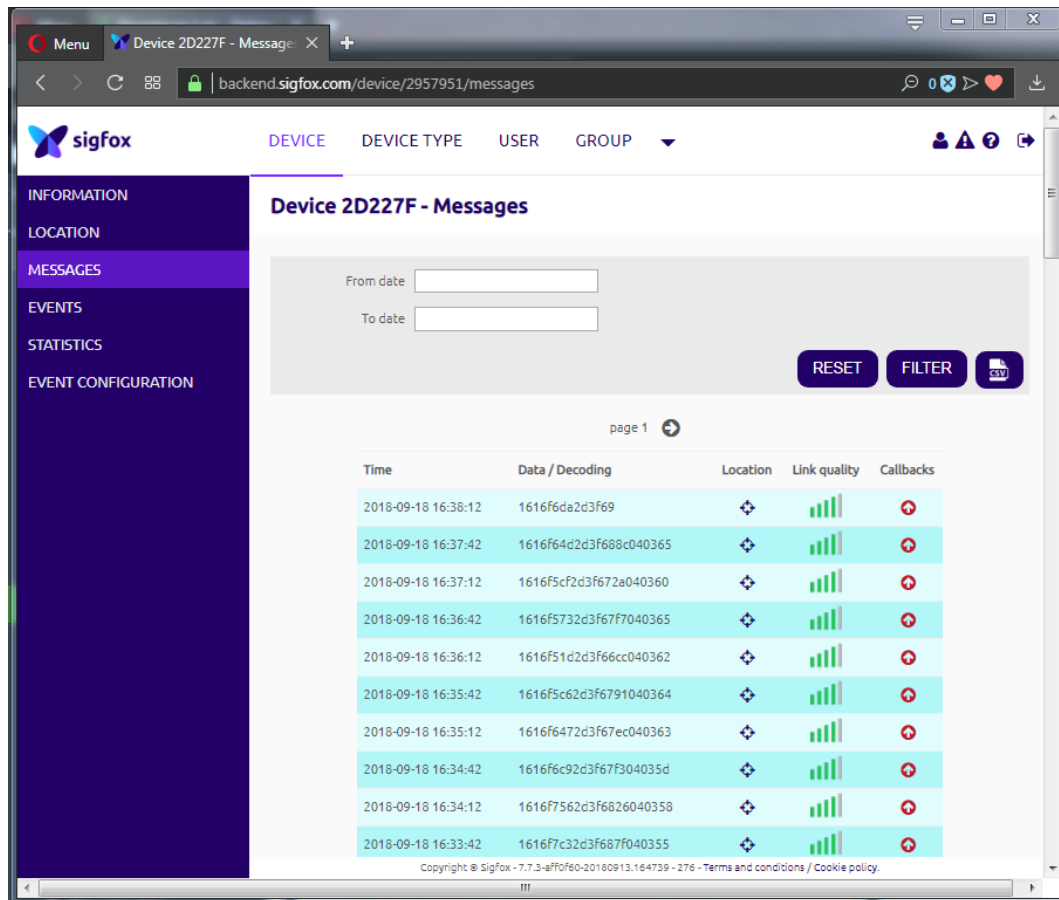 Menu
Device 2D227F - Message
backend.sigfox.com/device/2957951/messages
0
sigfox
DEVICE DEVICE TYPE USER GROUP
INFORMATION
LOCATION
MESSAGES
EVENTS
STATISTICS
EVENT CONFIGURATION
Device 2D227F - Messages
From date
To date
RESET FILTER CSV
page 1
Time Data / Decoding Location Link quality Callbacks
2018-09-18 16:38:12 1616f6da2d3f69
2018-09-18 16:37:42 1616f64d2d3f688c040365
2018-09-18 16:37:12 1616f5cf2d3f672a040360
2018-09-18 16:36:42 1616f5732d3f67f7040365
2018-09-18 16:36:12 1616f51d2d3f66cc040362
2018-09-18 16:35:42 1616f5c62d3f6791040364
2018-09-18 16:35:12 1616f6472d3f67ec040363
2018-09-18 16:34:42 1616f6c92d3f67f304035d
2018-09-18 16:34:12 1616f7562d3f6826040358
2018-09-18 16:33:42 1616f7c32d3f687f040355
Copyright © Sigfox - 7.7.3-aff0f60-20180913.164739 - 276 - Terms and conditions / Cookie policy.